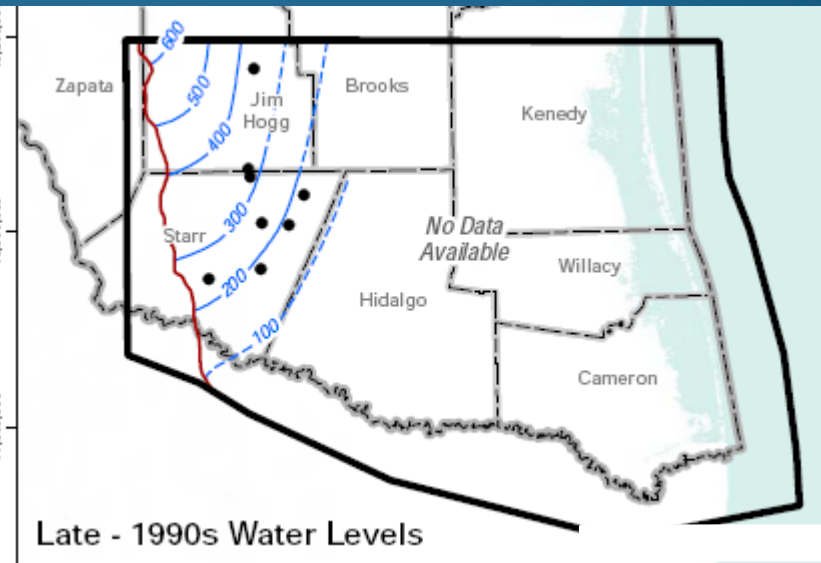 600
Zapata
500
Jim
Hogg
Brooks
Kenedy
400
300
Starr
No Data
Available
Willacy
200
Hidalgo
100
Cameron
Late - 1990s Water Levels